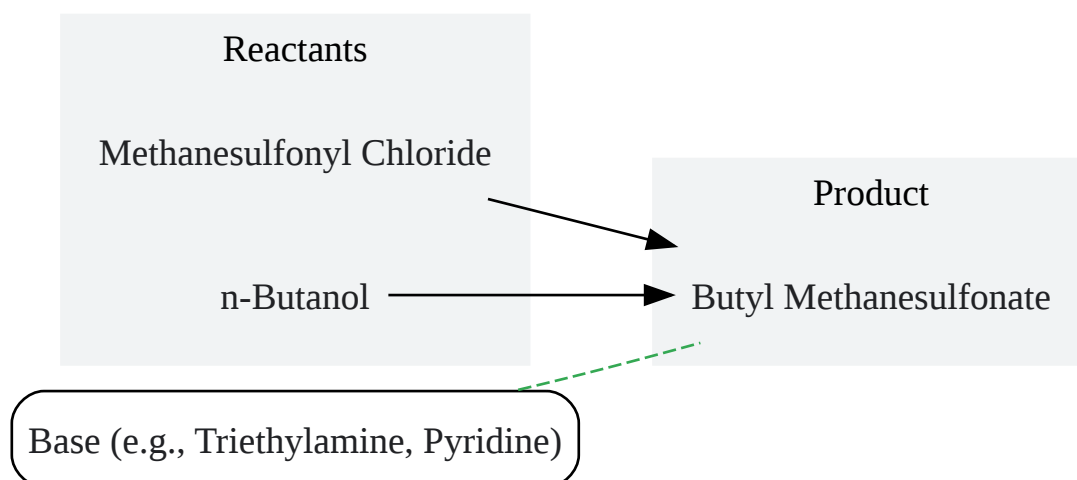 Reactants
Methanesulfonyl Chloride
Product
n-Butanol
Butyl Methanesulfonate
Base (e.g., Triethylamine, Pyridine)